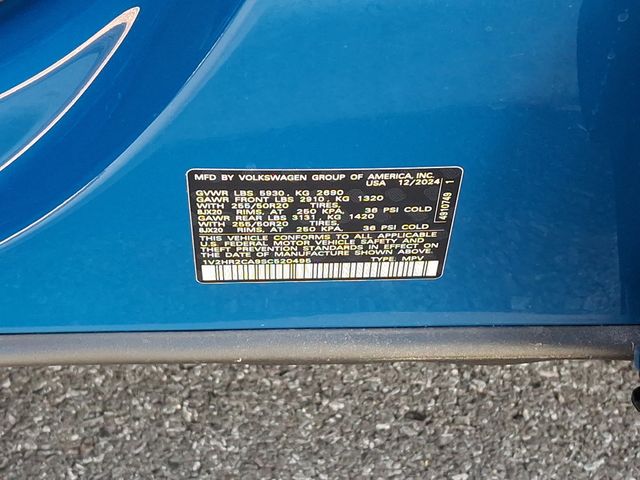 MFD BY VOLKSWAGEN GROUP OF AMERICA, INC.
USA 12/2024
GVWR LBS 5930, KG 2690
GAWR FRONT LBS 2910, KG 1320
WITH 255/50R20 TIRES,
8JX20 RIMS, AT 250 KPA, 36 PSI COLD
GAWR REAR LBS 3131, KG 1420
WITH 255/50R20 TIRES,
8JX20 RIMS, AT 250 KPA, 36 PSI COLD
THIS VEHICLE CONFORMS TO ALL APPLICABLE
U.S. FEDERAL MOTOR VEHICLE SAFETY AND
THEFT PREVENTION STANDARDS IN EFFECT ON
THE DATE OF MANUFACTURE SHOWN ABOVE.
1V2HR2CA9SC520495 TYPE, MPV
4910749 1